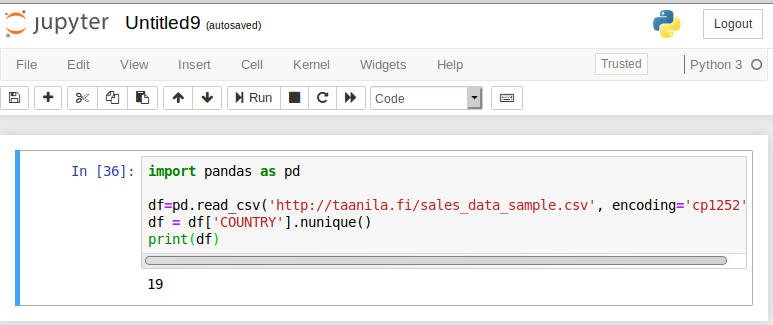 jupyter Untitled9 (autosaved) Logout
File Edit View Insert Cell Kernel Widgets Help Trusted Python 3
Run Code
In [36]: import pandas as pd
df=pd.read_csv('http://taanila.fi/sales_data_sample.csv', encoding='cp1252'
df = df['COUNTRY'].nunique()
print(df)
19